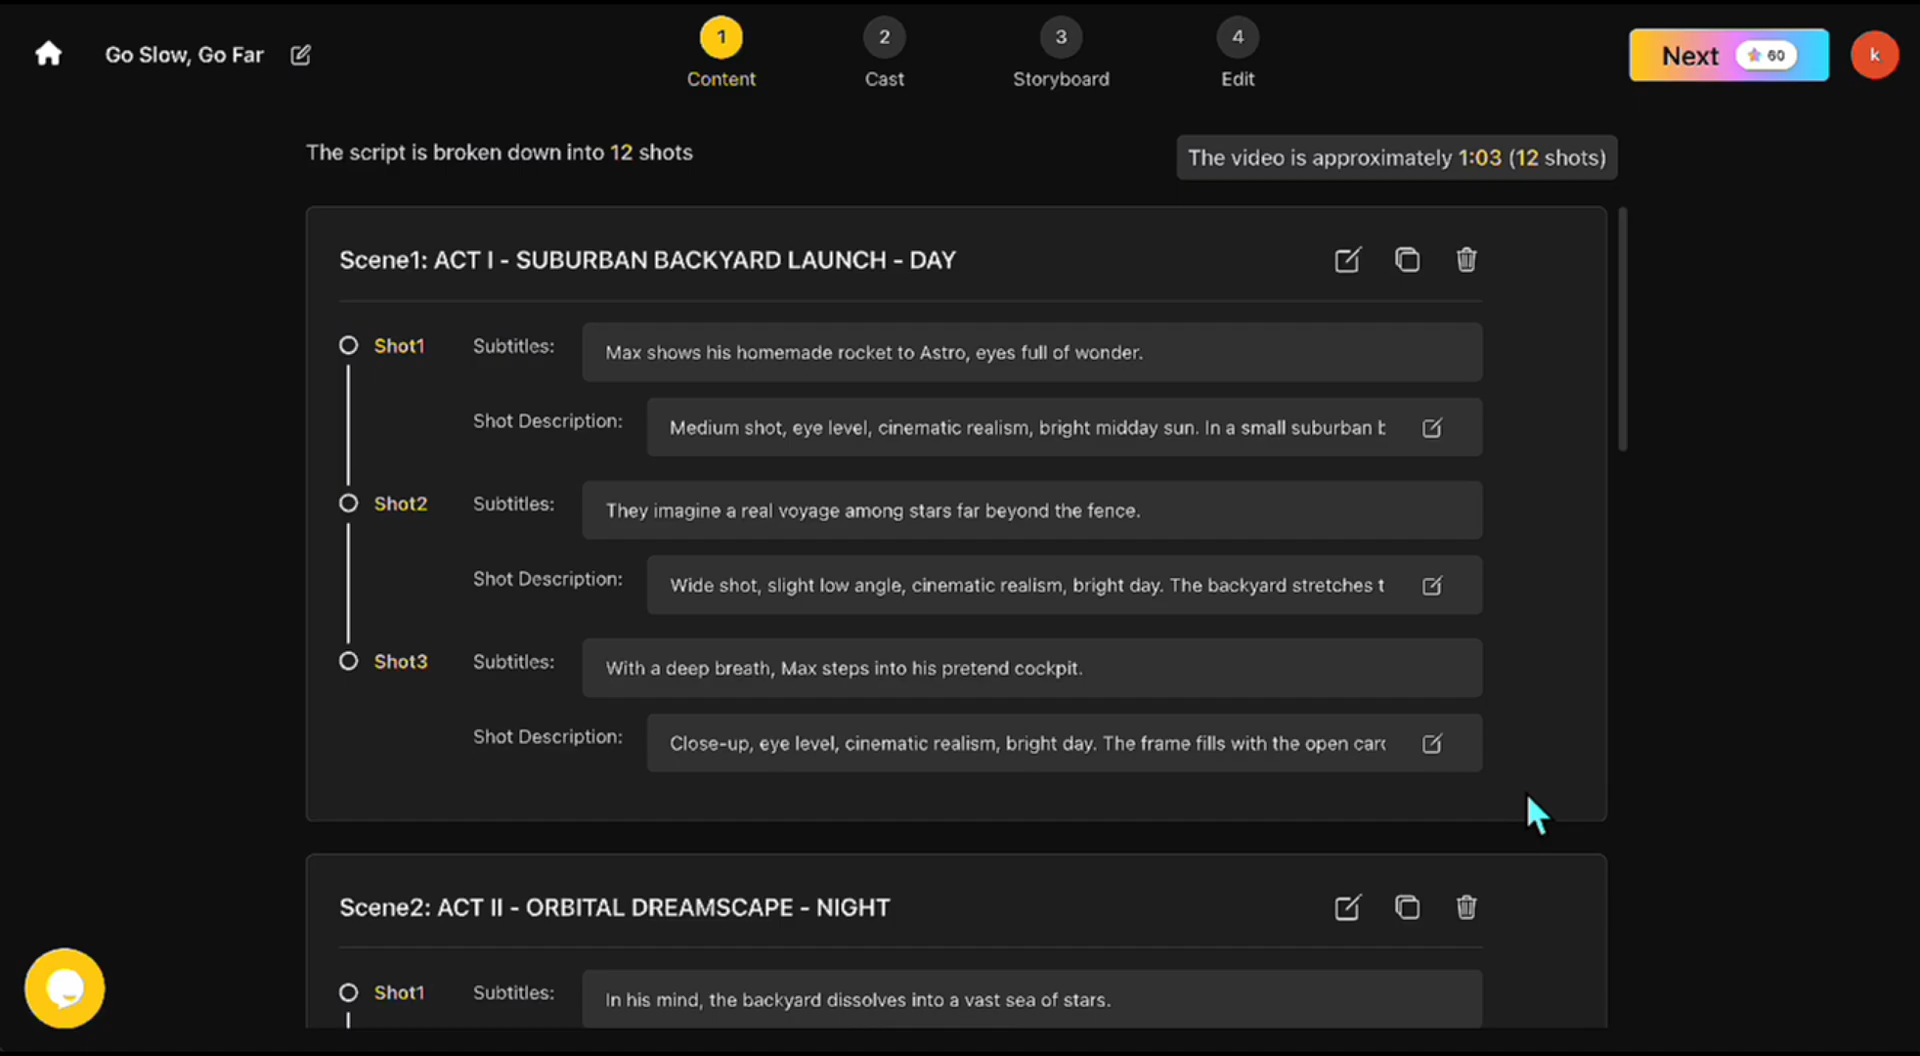 Go Slow, Go Far
1
Content
2
Cast
3
Storyboard
4
Edit
Next 60
k
The script is broken down into 12 shots
The video is approximately 1:03 (12 shots)
Scene1: ACT I - SUBURBAN BACKYARD LAUNCH - DAY
Shot1
Subtitles:
Max shows his homemade rocket to Astro, eyes full of wonder.
Shot Description:
Medium shot, eye level, cinematic realism, bright midday sun. In a small suburban
Shot2
Subtitles:
They imagine a real voyage among stars far beyond the fence.
Shot Description:
Wide shot, slight low angle, cinematic realism, bright day. The backyard stretches
Shot3
Subtitles:
With a deep breath, Max steps into his pretend cockpit.
Shot Description:
Close-up, eye level, cinematic realism, bright day. The frame fills with the open
Scene2: ACT II - ORBITAL DREAMSCAPE - NIGHT
Shot1
Subtitles:
In his mind, the backyard dissolves into a vast sea of stars.